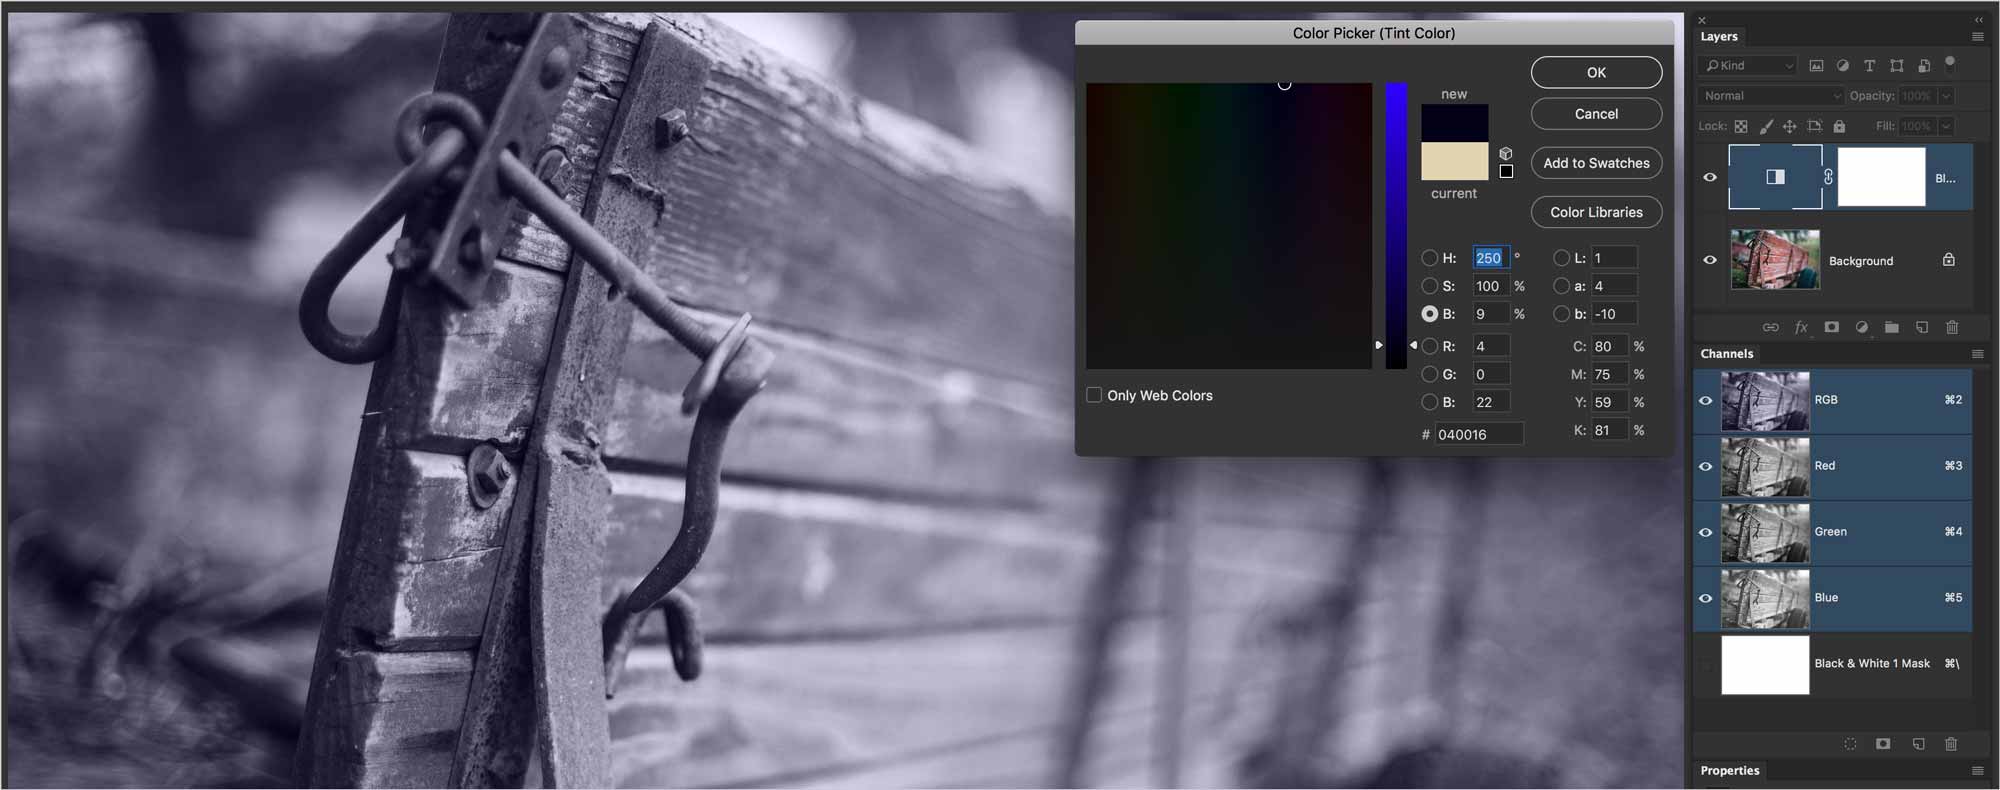 Color Picker (Tint Color)
new
current
OK
Cancel
Add to Swatches
Color Libraries
H: 250 °
S: 100 %
B: 9 %
R: 4
G: 0
B: 22
# 040016
L: 1
a: 4
b: -10
C: 80 %
M: 75 %
Y: 59 %
K: 81 %
Only Web Colors
Layers
Kind
Normal
Opacity: 100%
Lock:
Fill: 100%
Bl...
Background
fx
Channels
RGB ⌘2
Red ⌘3
Green ⌘4
Blue ⌘5
Black & White 1 Mask ⌘\
Properties